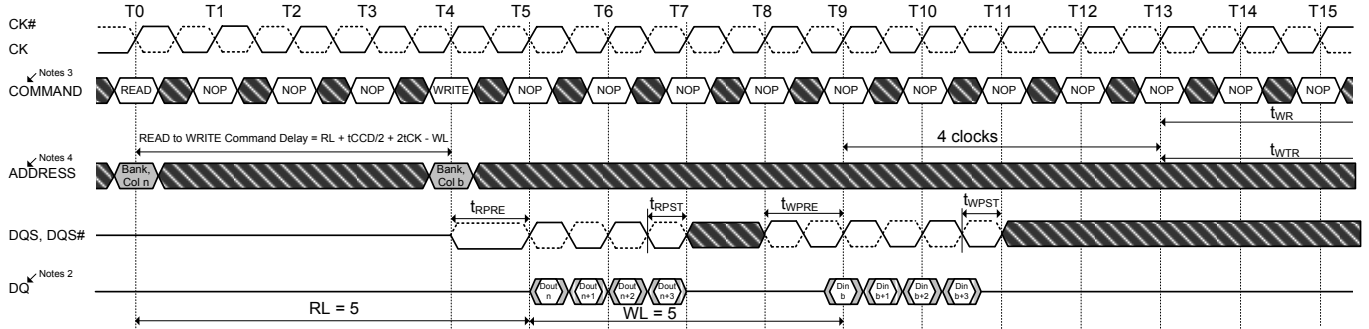 T0 T1 T2 T3 T4 T5 T6 T7 T8 T9 T10 T11 T12 T13 T14 T15
CK#
CK
Notes 3
COMMAND READ NOP NOP NOP WRITE NOP NOP NOP NOP NOP NOP NOP NOP NOP NOP NOP
tWR
READ to WRITE Command Delay = RL + tCCD/2 + 2tCK - WL
4 clocks
tWTR
Notes 4
ADDRESS
Bank, Col n
Bank, Col b
tRPRE tRPST tWPRE tWPST
DQS, DQS#
Notes 2
DQ
Dout n
Dout n+1
Dout n+2
Dout n+3
Din b
Din b+1
Din b+2
Din b+3
RL = 5 WL = 5